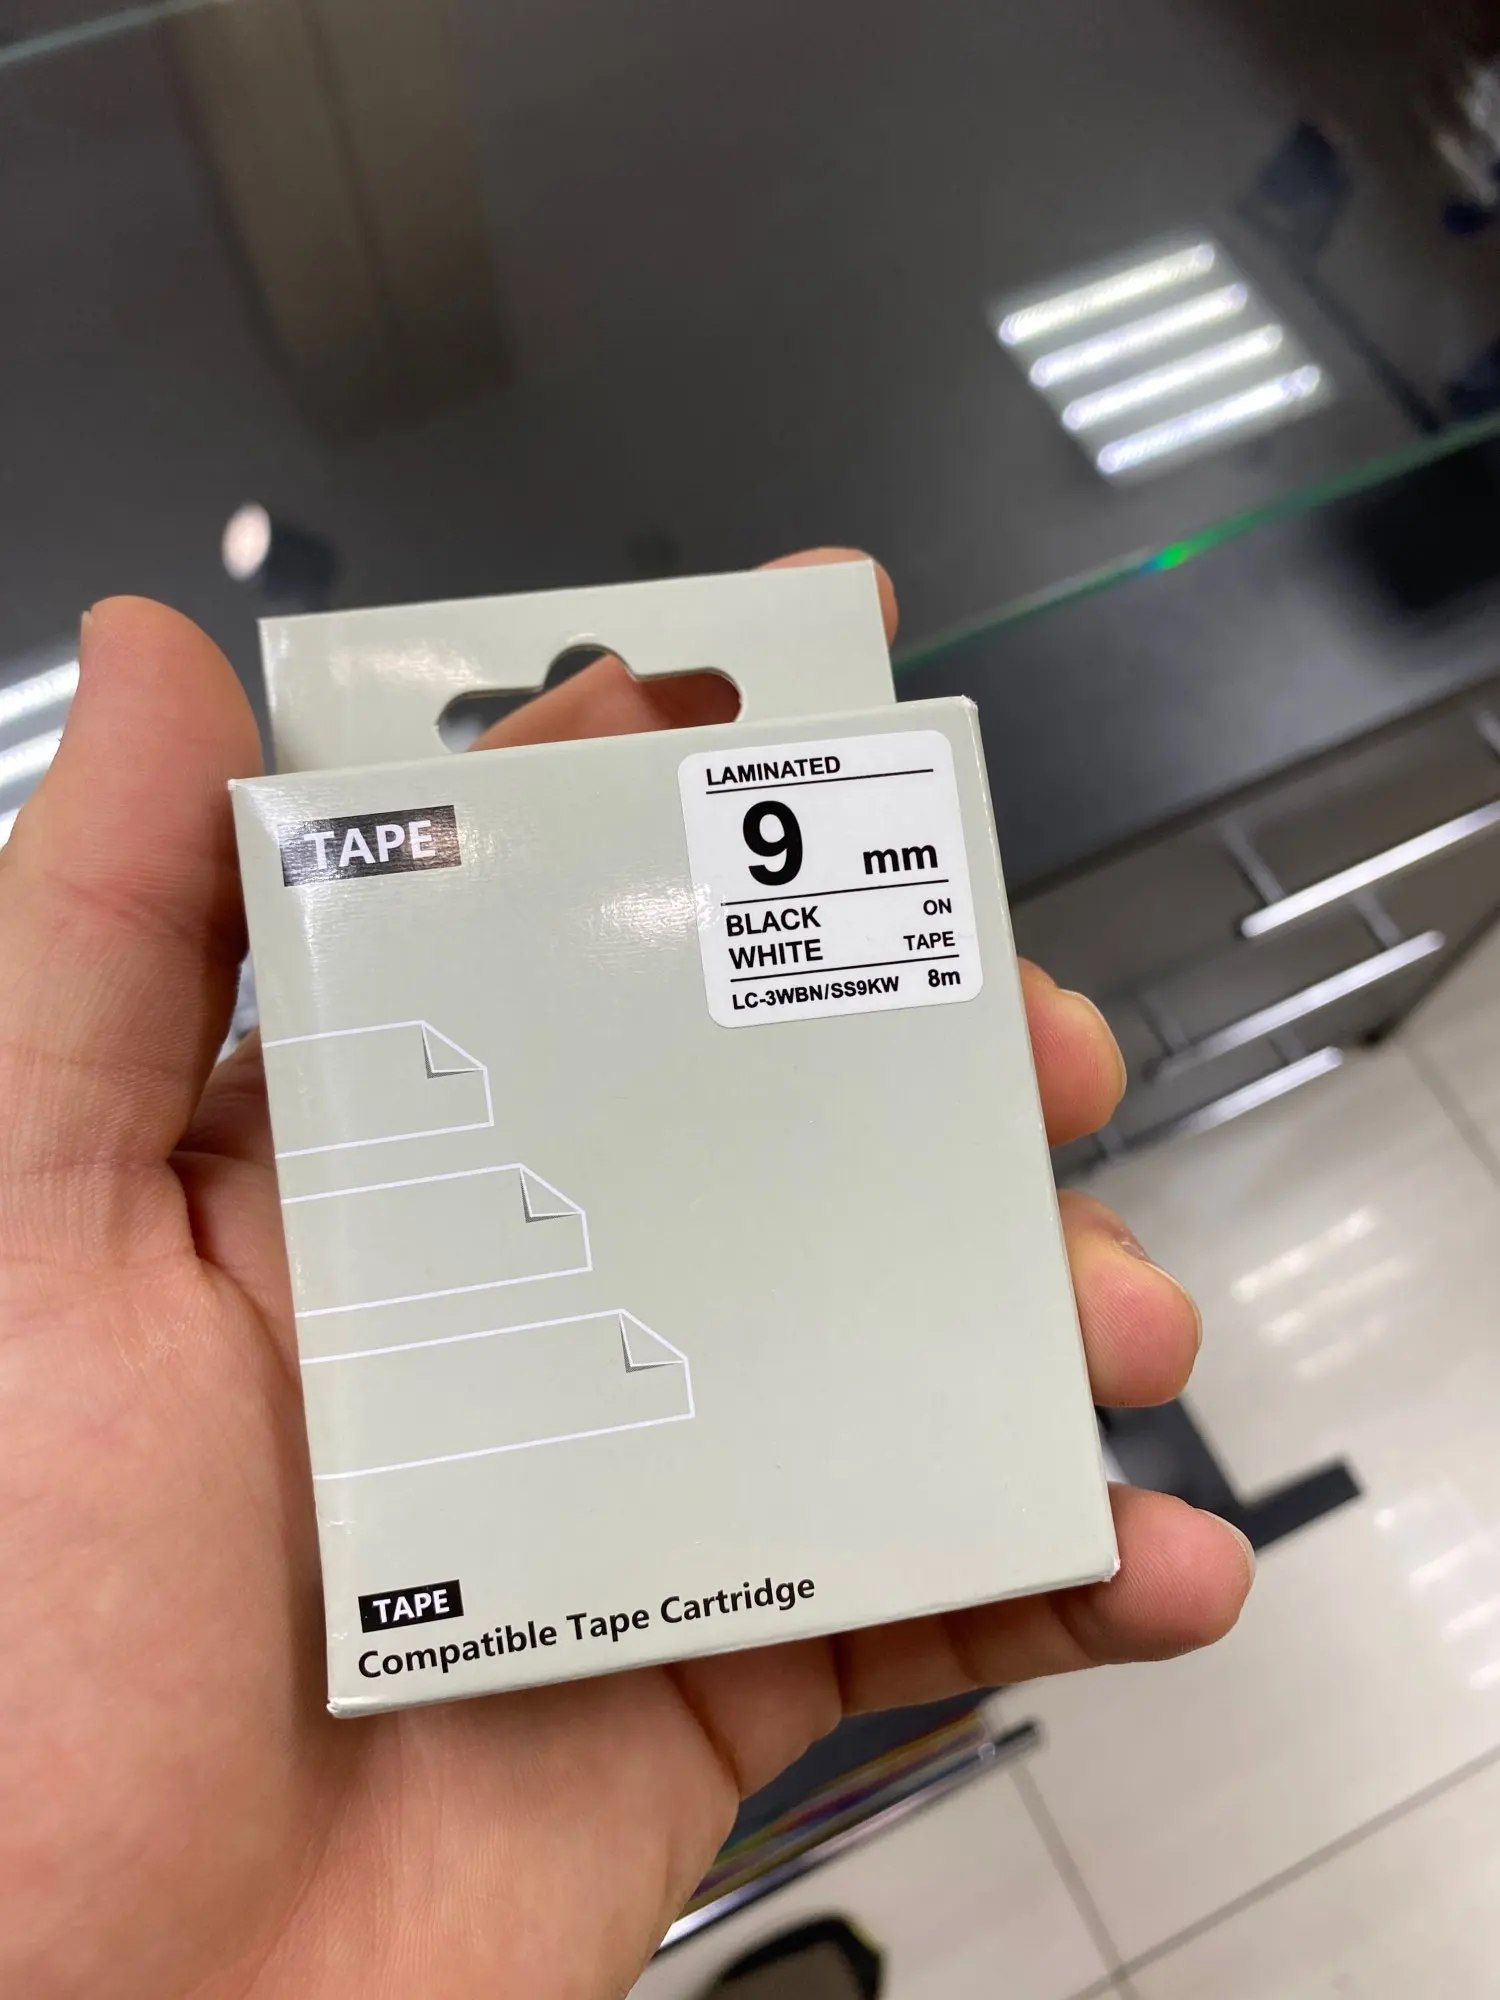 TAPE
LAMINATED
9 mm
BLACK ON
WHITE TAPE
LC-3WBN/SS9KW 8m
TAPE
Compatible Tape Cartridge